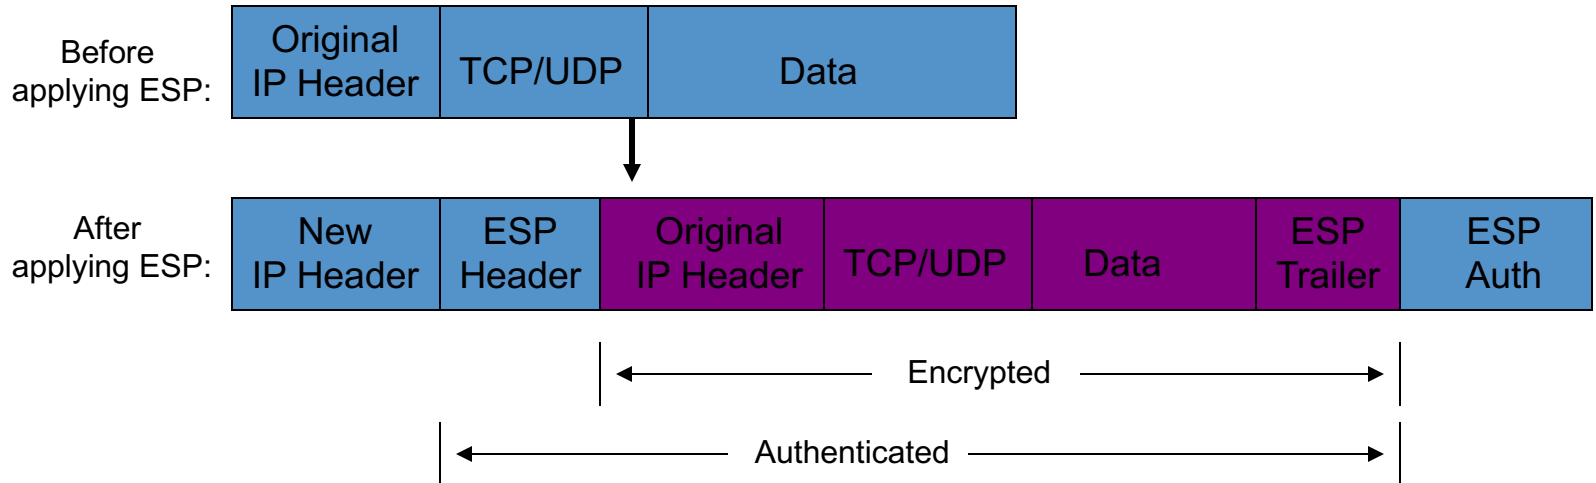 Before
applying ESP:
Original
IP Header
TCP/UDP
Data
After
applying ESP:
New
IP Header
ESP
Header
Original
IP Header
TCP/UDP
Data
ESP
Trailer
ESP
Auth
Encrypted
Authenticated